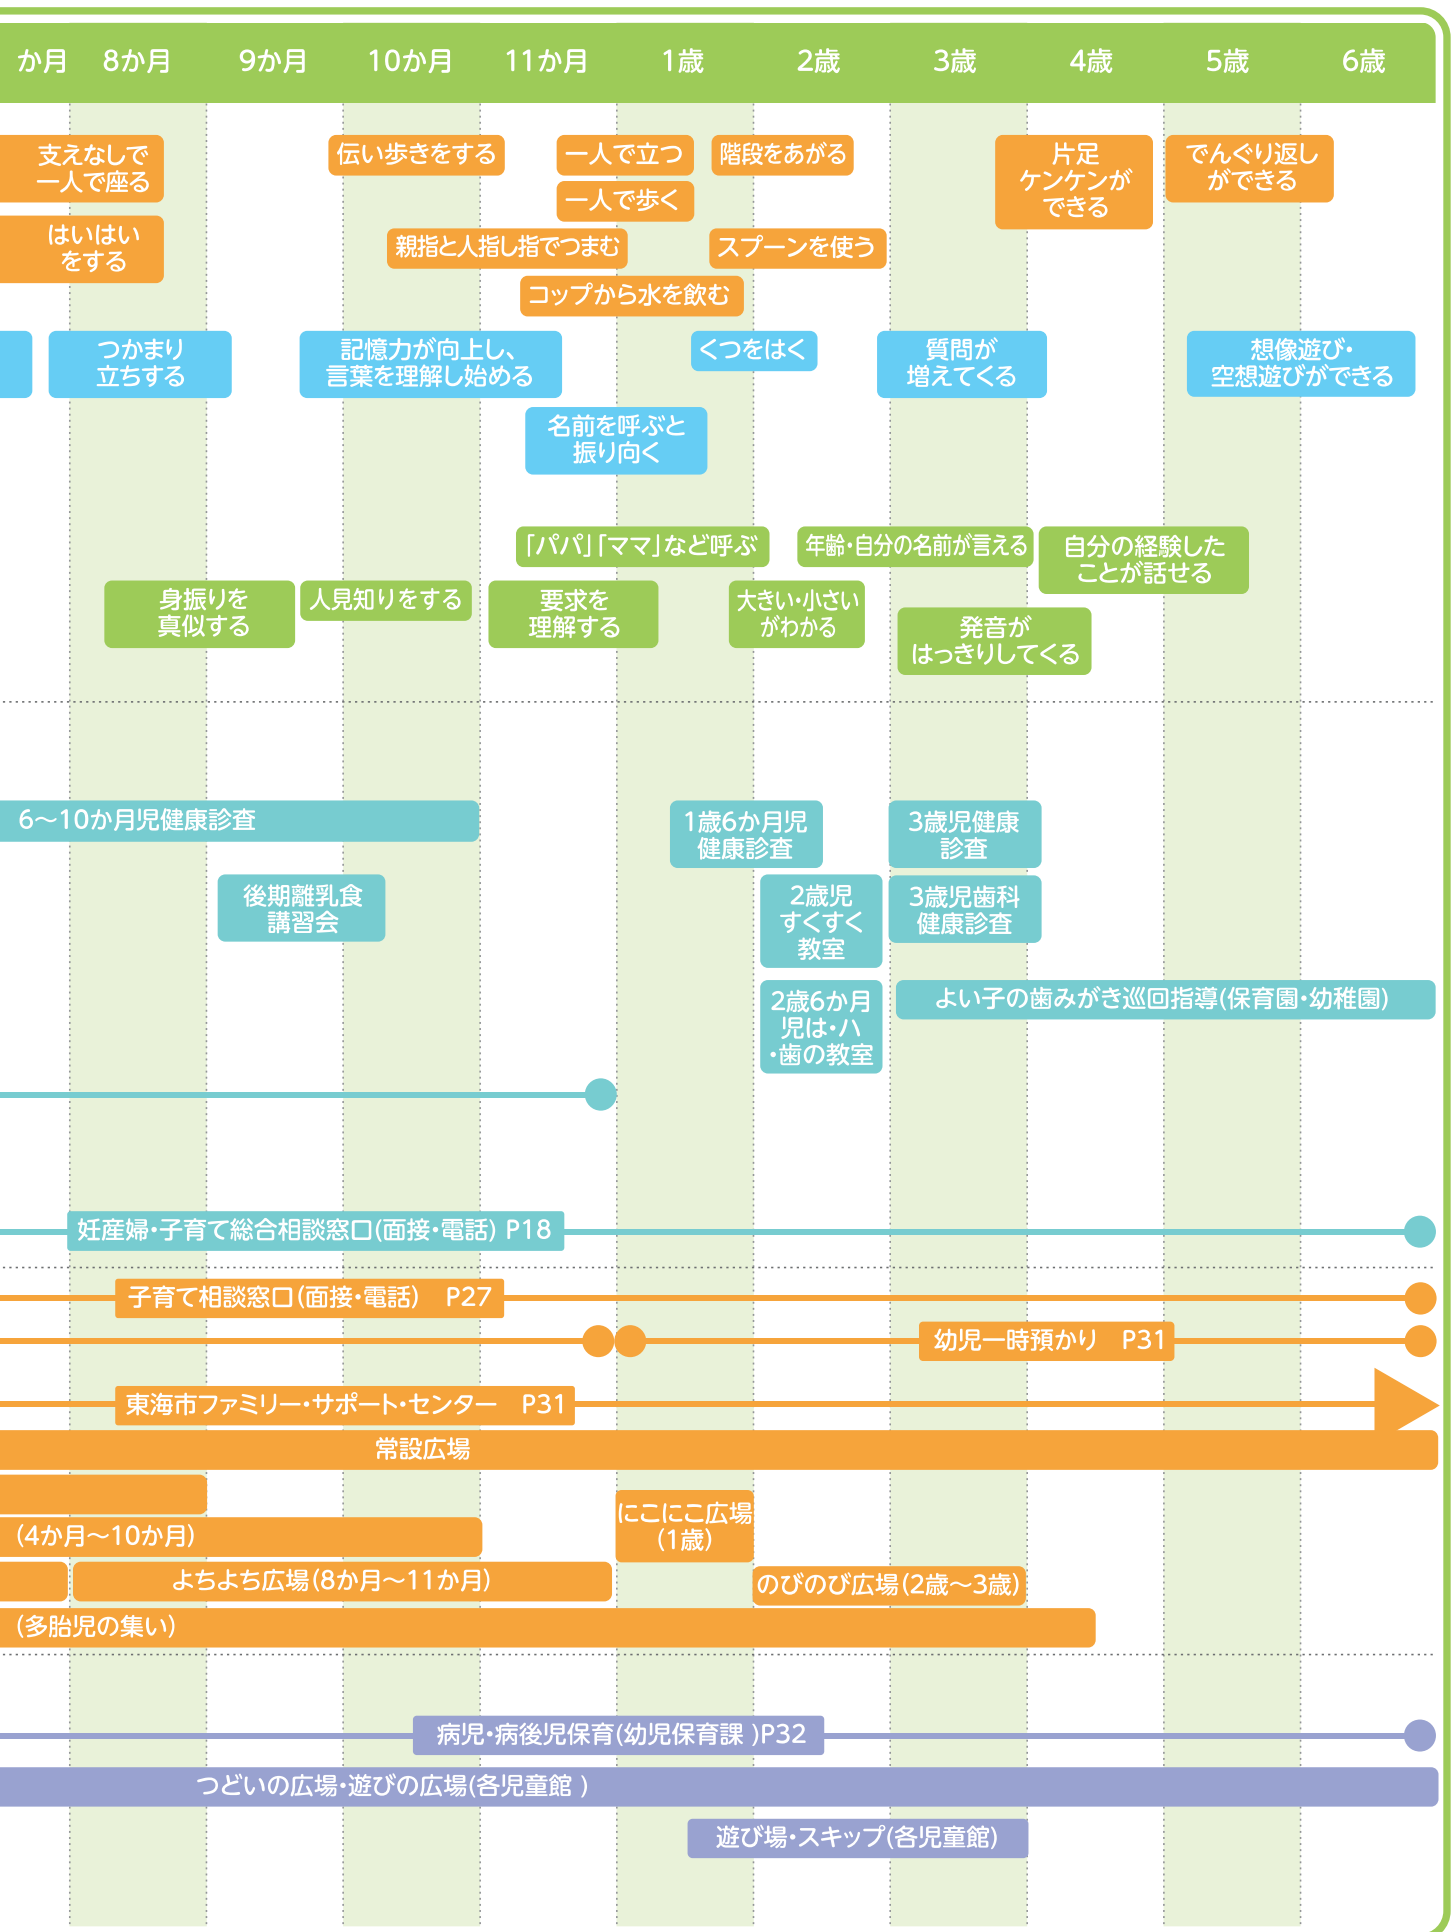 か月 8か月 9か月 10か月 11か月 1歳 2歳 3歳 4歳 5歳 6歳
支えなしで
一人で座る
伝い歩きをする
一人で立つ
階段をあがる
片足
ケンケンが
できる
でんぐり返し
ができる
一人で歩く
はいはい
をする
親指と人指し指でつまむ
スプーンを使う
コップから水を飲む
つかまり
立ちする
記憶力が向上し、
言葉を理解し始める
くつをはく
質問が
増えてくる
想像遊び・
空想遊びができる
名前を呼ぶと
振り向く
「パパ」「ママ」など呼ぶ
年齢・自分の名前が言える
自分の経験した
ことが話せる
身振りを
真似する
人見知りをする
要求を
理解する
大きい・小さい
がわかる
発音が
はっきりしてくる
6〜10か月児健康診査
1歳6か月児
健康診査
3歳児健康
診査
後期離乳食
講習会
2歳児
すくすく
教室
3歳児歯科
健康診査
2歳6か月
児は・ハ
・歯の教室
よい子の歯みがき巡回指導(保育園・幼稚園)
妊産婦・子育て総合相談窓口(面接・電話) P18
子育て相談窓口(面接・電話)　P27
幼児一時預かり　P31
東海市ファミリー・サポート・センター　P31
常設広場
にこにこ広場
(1歳)
(4か月〜10か月)
よちよち広場(8か月〜11か月)
のびのび広場(2歳〜3歳)
(多胎児の集い)
病児・病後児保育(幼児保育課 )P32
つどいの広場・遊びの広場(各児童館 )
遊び場・スキップ(各児童館)